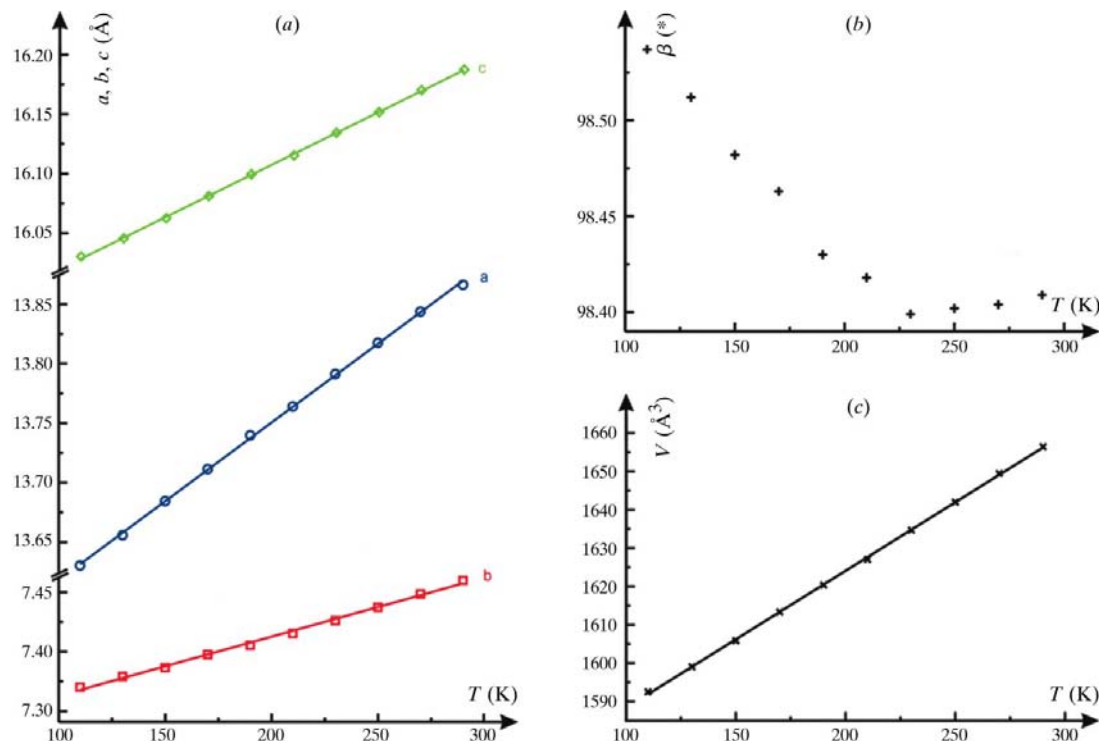 (a)
a, b, c (Å)
16.20
16.15
16.10
16.05
13.85
13.80
13.75
13.70
13.65
7.45
7.40
7.30
c
a
b
T (K)
100 150 200 250 300
(b)
β (*)
98.50
98.45
98.40
T (K)
100 150 200 250 300
(c)
V (Å³)
1660
1650
1640
1630
1620
1610
1600
1590
T (K)
100 150 200 250 300